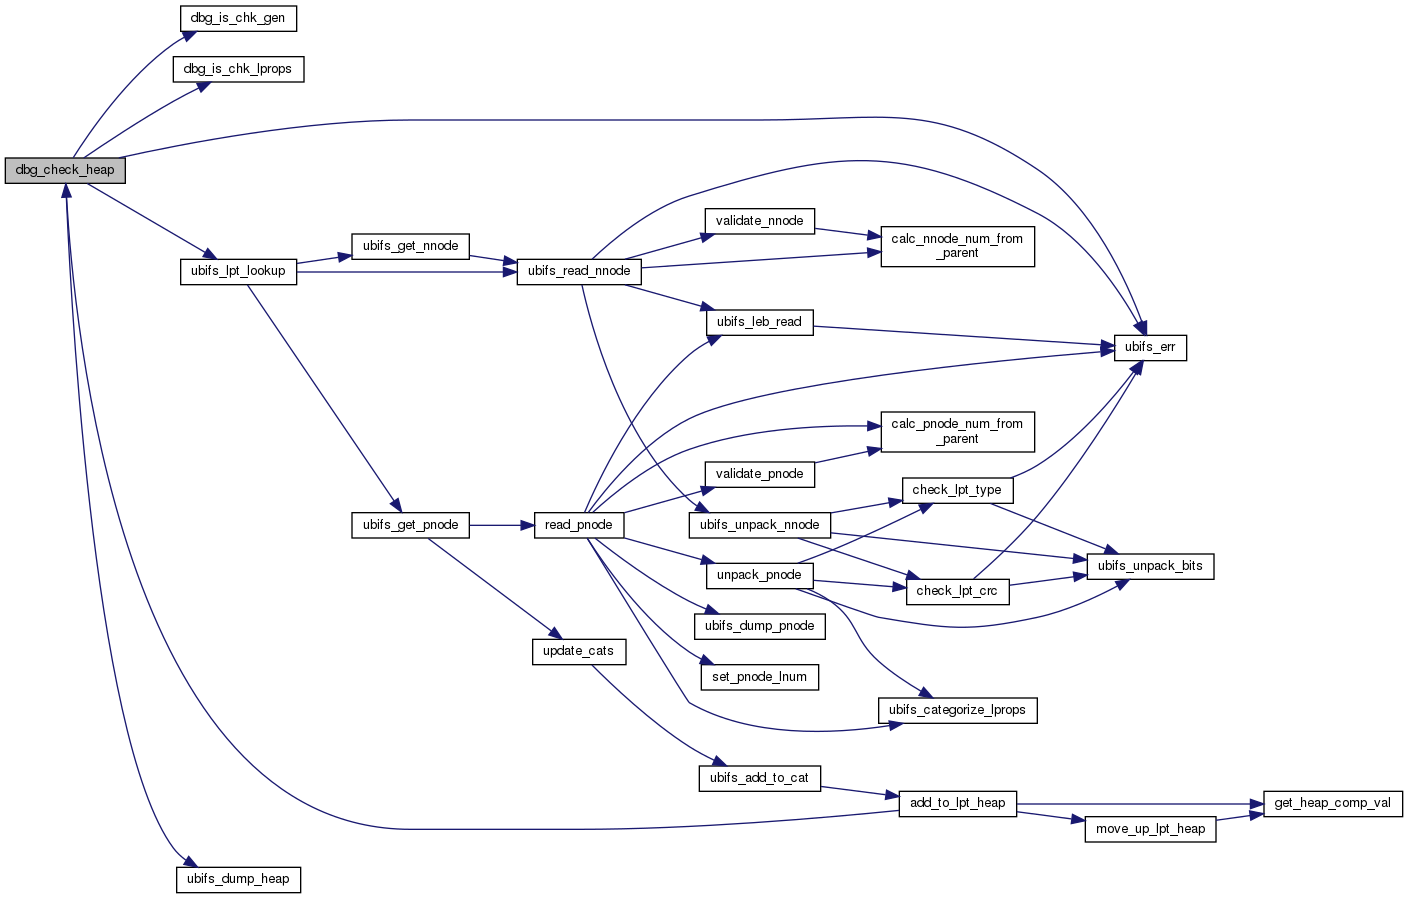 dbg_is_chk_gen
dbg_is_chk_lprops
dbg_check_heap
validate_nnode
ubifs_get_nnode
calc_nnode_num_from
_parent
ubifs_lpt_lookup
ubifs_read_nnode
ubifs_leb_read
ubifs_err
calc_pnode_num_from
_parent
validate_pnode
check_lpt_type
ubifs_get_pnode
read_pnode
ubifs_unpack_nnode
ubifs_unpack_bits
unpack_pnode
check_lpt_crc
ubifs_dump_pnode
update_cats
set_pnode_lnum
ubifs_categorize_lprops
ubifs_add_to_cat
add_to_lpt_heap
get_heap_comp_val
move_up_lpt_heap
ubifs_dump_heap